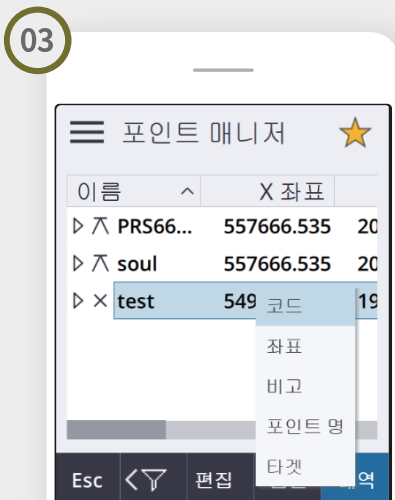 03
포인트 매니저
이름 X 좌표
PRS66... 557666.535 20
soul 557666.535 20
test 549 19
코드
좌표
비고
포인트 명
타겟
Esc 편집